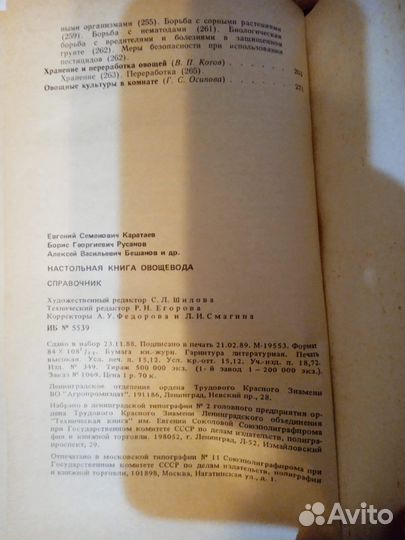 ными организмами (255). Борьба с сорными растениями
(259). Борьба с нематодами (261). Биологическая
борьба с вредителями и болезнями в защищенном
грунте (262). Меры безопасности при использовании
пестицидов (262).
Хранение и переработка овощей (В. П. Котов) . . . . . . 263
Хранение (263). Переработка (265).
Овощные культуры в комнате (Г. С. Осипова) . . . . . . 271
Евгений Семенович Каратаев
Борис Георгиевич Русанов
Алексей Васильевич Бешанов и др.
НАСТОЛЬНАЯ КНИГА ОВОЩЕВОДА
СПРАВОЧНИК
Художественный редактор С. Л. Шилова
Технический редактор Р. Н. Егорова
Корректоры А. У. Федорова и Л. И. Смагина
ИБ № 5539
Сдано в набор 23.11.88. Подписано в печать 21.02.89. М-19553. Формат
84 × 108¹/₃₂. Бумага кн.-журн. Гарнитура литературная. Печать
высокая. Усл. печ. л. 15,12. Усл. кр.-отт. 15,12. Уч.-изд. л. 18,72.
Изд. № 349. Тираж 500 000 экз. (1-й завод 1—200 000 экз.)
Заказ № 1069. Цена 1 р. 70 к.
Ленинградское отделение ордена Трудового Красного Знамени
ВО "Агропромиздат", 191186, Ленинград, Невский пр., 28.
Набрано в ленинградской типографии № 2 головного предприятия ор-
дена Трудового Красного Знамени Ленинградского объединения
"Техническая книга" им. Евгении Соколовой Союзполиграфпрома
при Государственном комитете СССР по делам издательств, полигра-
фии и книжной торговли. 198052, г. Ленинград, Л-52, Измайловский
проспект, 29.
Отпечатано в московской типографии № 11 Союзполиграфпрома при
Государственном комитете СССР по делам издательств, полиграфии
и книжной торговли, 101898, Москва, Нагатинская ул., д. 1.
Avito